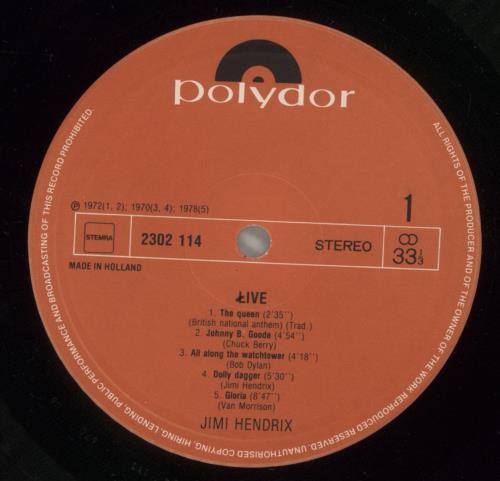 polydor
ALL RIGHTS OF THE PRODUCER AND OF THE OWNER OF THE WORK REPRODUCED RESERVED. UNAUTHORISED COPYING, HIRING, LENDING, PUBLIC PERFORMANCE AND BROADCASTING OF THIS RECORD PROHIBITED.
℗ 1972(1, 2); 1970(3, 4); 1978(5)
1
STEMRA
2302 114
STEREO
33 1/3
MADE IN HOLLAND
LIVE
1. The queen (2'35'')
(British national anthem) (Trad.)
2. Johnny B. Goode (4'54'')
(Chuck Berry)
3. All along the watchtower (4'18'')
(Bob Dylan)
4. Dolly dagger (5'30'')
(Jimi Hendrix)
5. Gloria (8'47'')
(Van Morrison)
JIMI HENDRIX